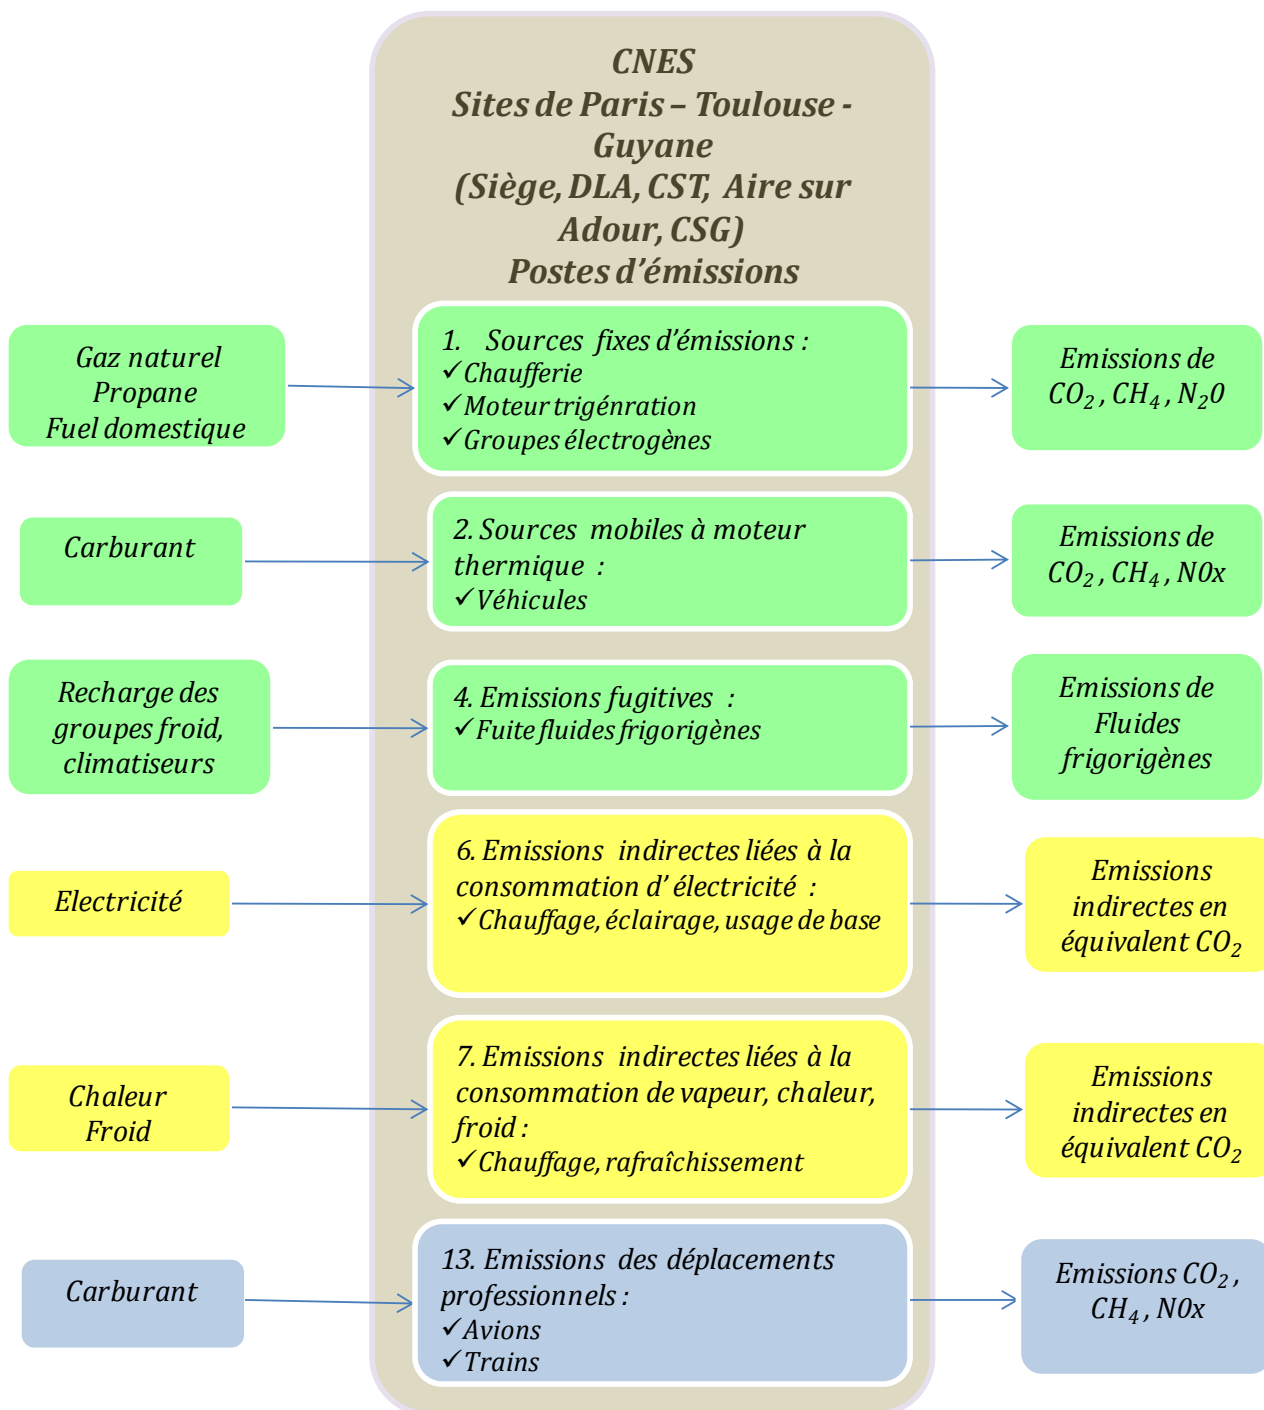 CNES
Sites de Paris – Toulouse -
Guyane
(Siège, DLA, CST, Aire sur
Adour, CSG)
Postes d'émissions
Gaz naturel
Propane
Fuel domestique
1. Sources fixes d'émissions :
✓Chaufferie
✓Moteur trigénration
✓Groupes électrogènes
Emissions de
CO₂ , CH₄ , N₂0
Carburant
2. Sources mobiles à moteur
thermique :
✓Véhicules
Emissions de
CO₂ , CH₄ , N0x
Recharge des
groupes froid,
climatiseurs
4. Emissions fugitives :
✓Fuite fluides frigorigènes
Emissions de
Fluides
frigorigènes
Electricité
6. Emissions indirectes liées à la
consommation d' électricité :
✓Chauffage, éclairage, usage de base
Emissions
indirectes en
équivalent CO₂
Chaleur
Froid
7. Emissions indirectes liées à la
consommation de vapeur, chaleur,
froid :
✓Chauffage, rafraîchissement
Emissions
indirectes en
équivalent CO₂
Carburant
13. Emissions des déplacements
professionnels :
✓Avions
✓Trains
Emissions CO₂ ,
CH₄ , N0x